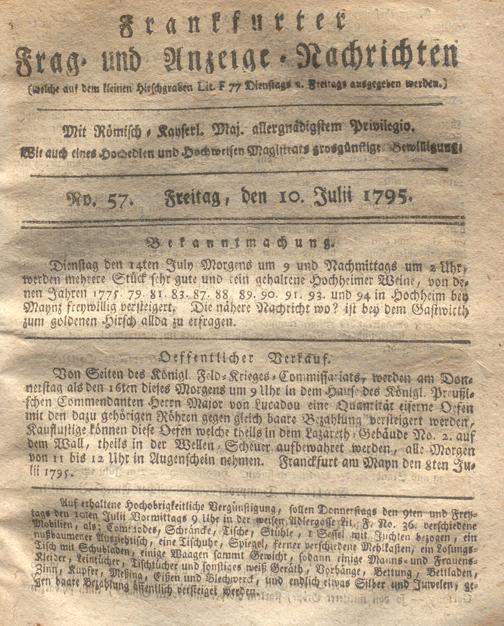 Frankfurter
Frag- und Anzeige-Nachrichten
(welche auf dem kleinen Hirschgraben Lit. F 77 Dienstags u. Freitags ausgegeben werden.)
Mit Römisch-Kayserl. Maj. allergnädigstem Privilegio.
Wie auch eines Hochedlen und Hochweisen Magistrats grosgünstige Bewilligung.
No. 57. Freitag, den 10. Julii 1795.
Bekanntmachung.
Dienstag den 14ten July Morgens um 9 und Nachmittags um 2 Uhr,
werden mehrere Stück sehr gute und rein gehaltene Hochheimer Weine, von de-
nen Jahren 1775. 79. 81. 83. 87. 88. 89. 90. 91. 93. und 94 in Hochheim bey
Maynz freywillig versteigert. Die nähere Nachricht wo? ist bey dem Gastwirth
zum goldenen Hirsch allda zu erfragen.
Oeffentlicher Verkauf.
Von Seiten des Königl. Feld-Krieges-Commissariats, werden am Don-
nerstag als den 16ten dieses Morgens um 9 Uhr in dem Hause des Königl. Preußi-
schen Commandanten Herrn Major von Lucadou eine Quantität eiserne Oefen
mit den dazu gehörigen Röhren gegen gleich baare Bezahlung versteigert werden,
Kauflustige können diese Oefen welche theils in dem Lazareth-Gebäude No. 2. auf
dem Wall, theils in der Wellen-Scheuer aufbewahret werden, alle Morgen
von 11 bis 12 Uhr in Augenschein nehmen. Franckfurt am Mayn den 8ten Ju-
lii 1795.
Auf erhaltene Hochobrigkeitliche Vergünstigung, sollen Donnerstags den 9ten und Frey-
tags den 10ten Julii Vormittags 9 Uhr in der weisen Adlergasse Lit. F. No. 36. verschiedene
Mobilien, als: Comtrades, Schränke, Tische, Stühle, 1 Sessel mit Juchten bezogen, ein
nußbaumener Ausziehtisch, eine Tischuhr, Spiegel, ferner verschiedene Mehlkasten, ein Losungs-
Tisch mit Schubladen, einige Waagen sammt Gewicht, sodann einige Manns- und Frauens-
Kleider, Leintücher, Tischtücher und sonstiges weiß Geräth, Vorhänge, Bettung, Bettladen,
Zinn, Kupfer, Meßing, Eißen und Blechwerck, und endlich etwas Silber und Juwelen, ge-
gen baare Bezahlung öffentlich versteiget werden.